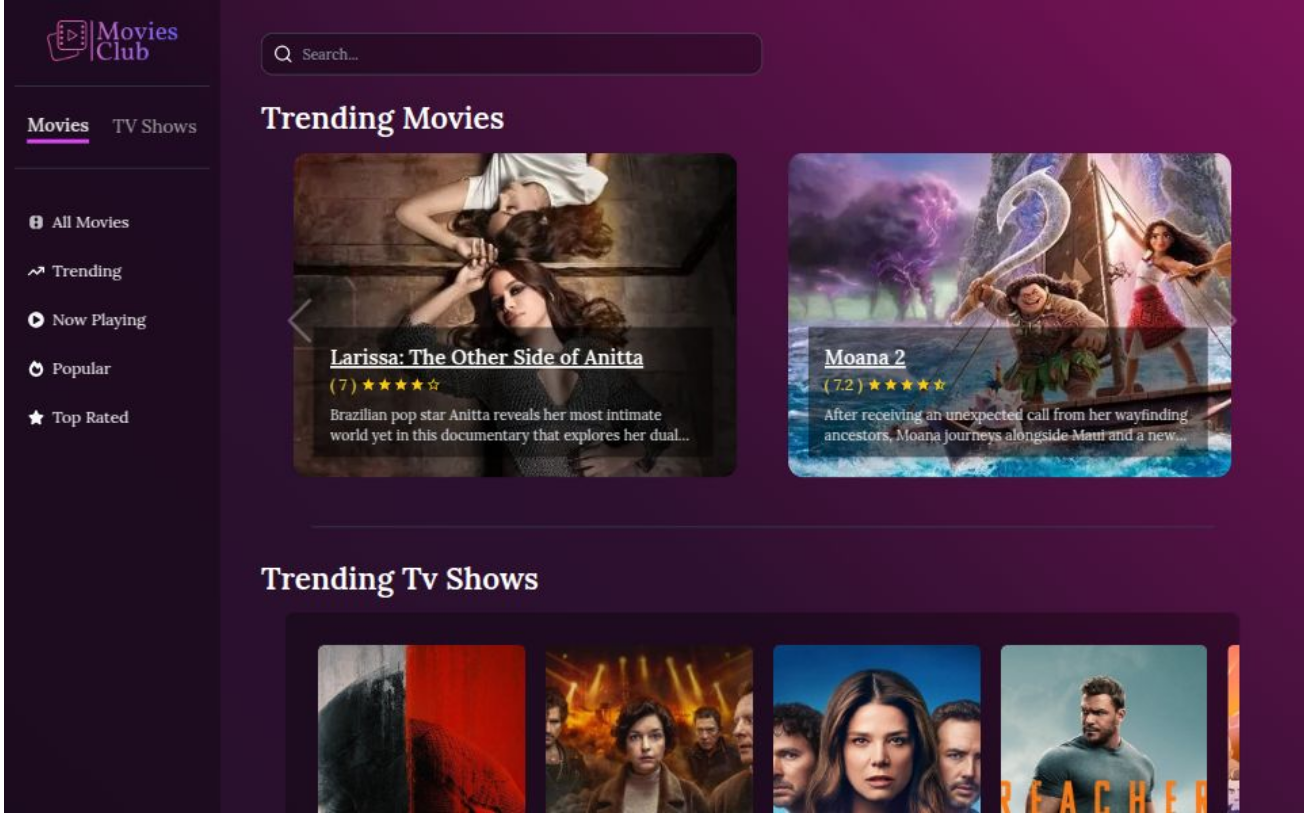 Movies
Club
Search...
Movies TV Shows
All Movies
Trending
Now Playing
Popular
Top Rated
Trending Movies
Larissa: The Other Side of Anitta
( 7 ) ★★★★☆
Brazilian pop star Anitta reveals her most intimate
world yet in this documentary that explores her dual...
Moana 2
( 7.2 )
After receiving an unexpected call from her wayfinding
ancestors, Moana journeys alongside Maui and a new...
Trending Tv Shows
REACHER